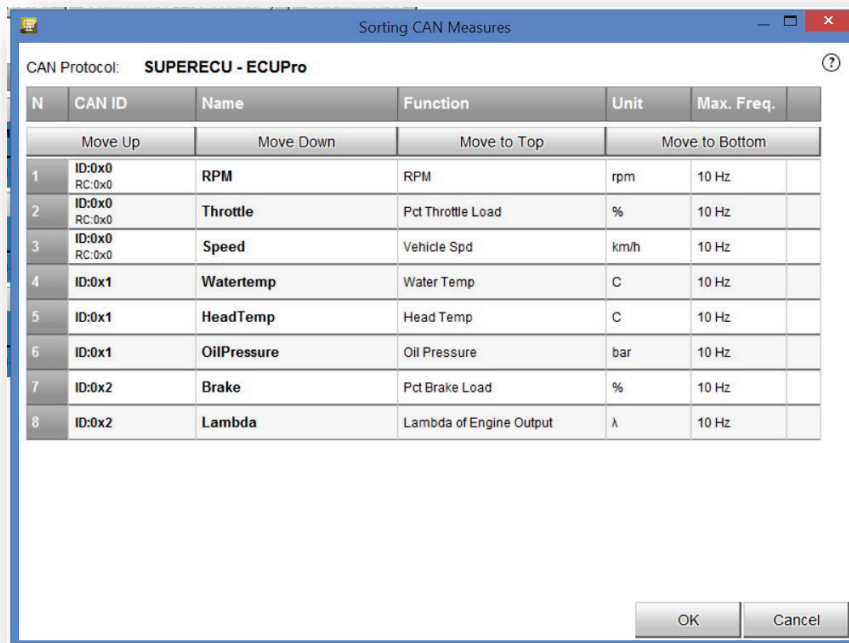 Sorting CAN Measures
CAN Protocol: SUPERECU - ECUPro
N CAN ID Name Function Unit Max. Freq.
Move Up Move Down Move to Top Move to Bottom
1 ID:0x0 RC:0x0 RPM RPM rpm 10 Hz
2 ID:0x0 RC:0x0 Throttle Pct Throttle Load % 10 Hz
3 ID:0x0 RC:0x0 Speed Vehicle Spd km/h 10 Hz
4 ID:0x1 Watertemp Water Temp C 10 Hz
5 ID:0x1 HeadTemp Head Temp C 10 Hz
6 ID:0x1 OilPressure Oil Pressure bar 10 Hz
7 ID:0x2 Brake Pct Brake Load % 10 Hz
8 ID:0x2 Lambda Lambda of Engine Output λ 10 Hz
OK Cancel